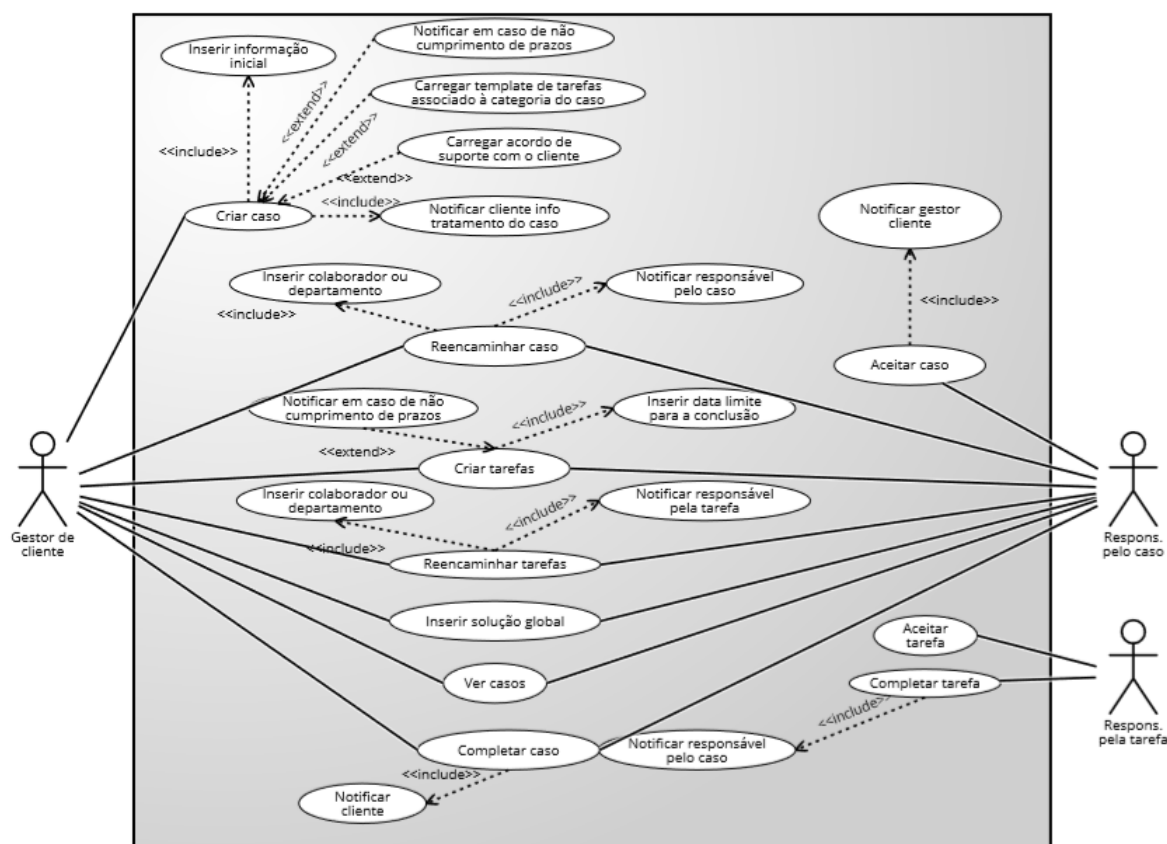 Notificar em caso de não
cumprimento de prazos
Inserir informação
inicial
Carregar template de tarefas
associado à categoria do caso
<<extend>>
<<extend>>
<<include>>
Carregar acordo de
suporte com o cliente
<<extend>>
<<include>>
Criar caso
Notificar cliente info
tratamento do caso
Notificar gestor
cliente
Inserir colaborador ou
departamento
Notificar responsável
pelo caso
<<include>>
<<include>>
<<include>>
Reencaminhar caso
Aceitar caso
Notificar em caso de não
cumprimento de prazos
<<include>>
Inserir data limite
para a conclusão
<<extend>>
Criar tarefas
Inserir colaborador ou
departamento
Notificar responsável
pela tarefa
<<include>>
<<include>>
Reencaminhar tarefas
Gestor de
cliente
Respons.
pelo caso
Inserir solução global
Aceitar
tarefa
Ver casos
Completar tarefa
<<include>>
Respons.
pela tarefa
Completar caso
Notificar responsável
pelo caso
<<include>>
Notificar
cliente